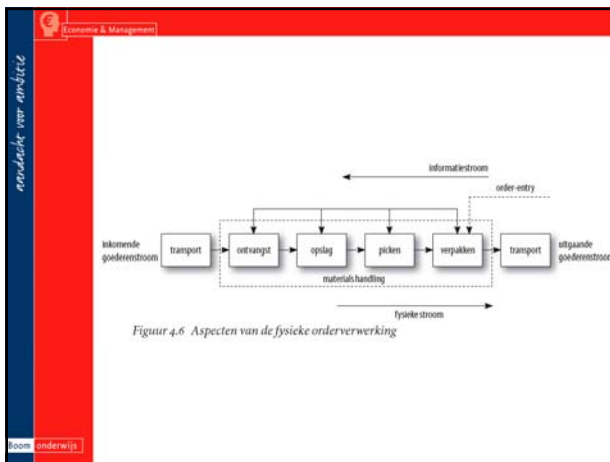 €
Economie & Management
aandacht voor ambitie
informatiestroom
order-entry
inkomende
goederenstroom
transport
ontvangst
opslag
picken
verpakken
transport
uitgaande
goederenstroom
materials handling
fysieke stroom
Figuur 4.6 Aspecten van de fysieke orderverwerking
Boom onderwijs